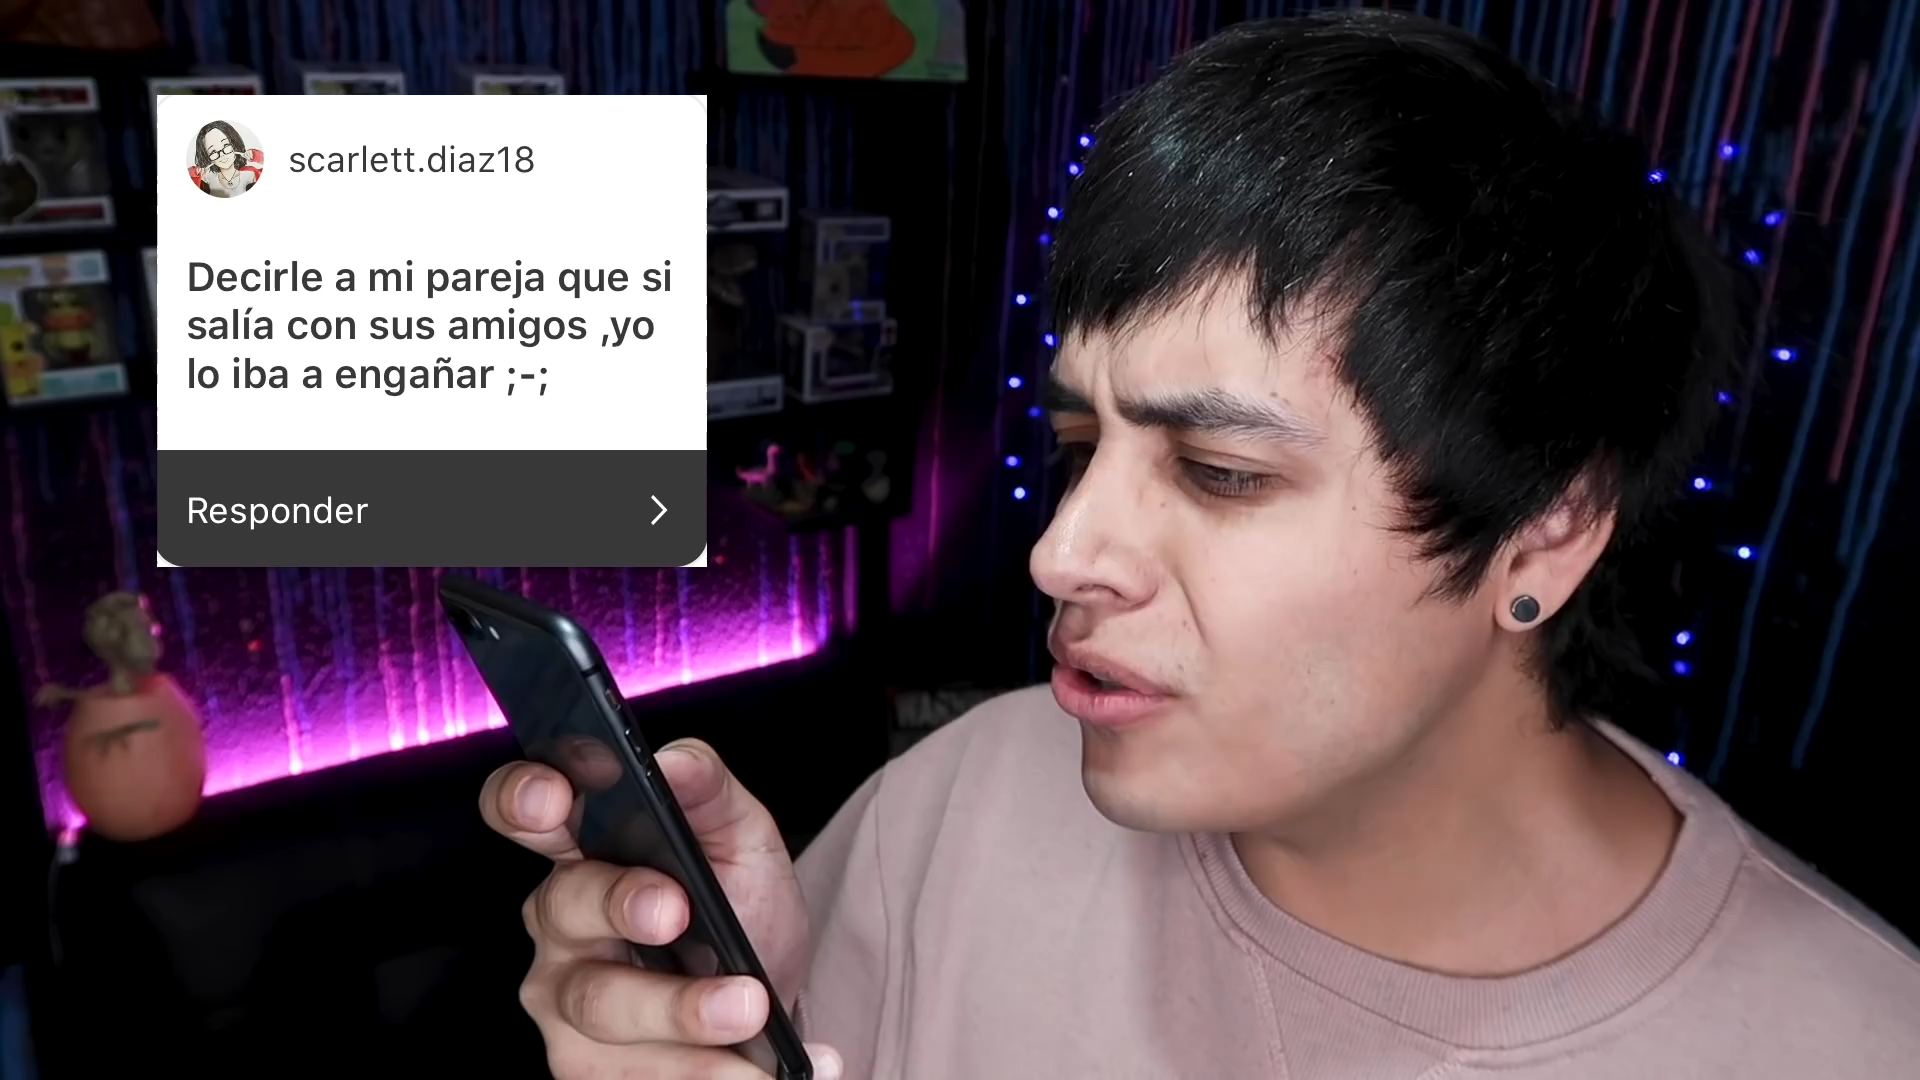 scarlett.diaz18
Decirle a mi pareja que si
salía con sus amigos ,yo
lo iba a engañar ;-;
Responder